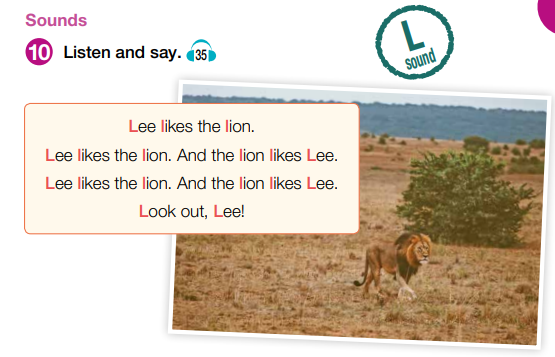 Sounds
10 Listen and say. 35
L
sound
Lee likes the lion.
Lee likes the lion. And the lion likes Lee.
Lee likes the lion. And the lion likes Lee.
Look out, Lee!